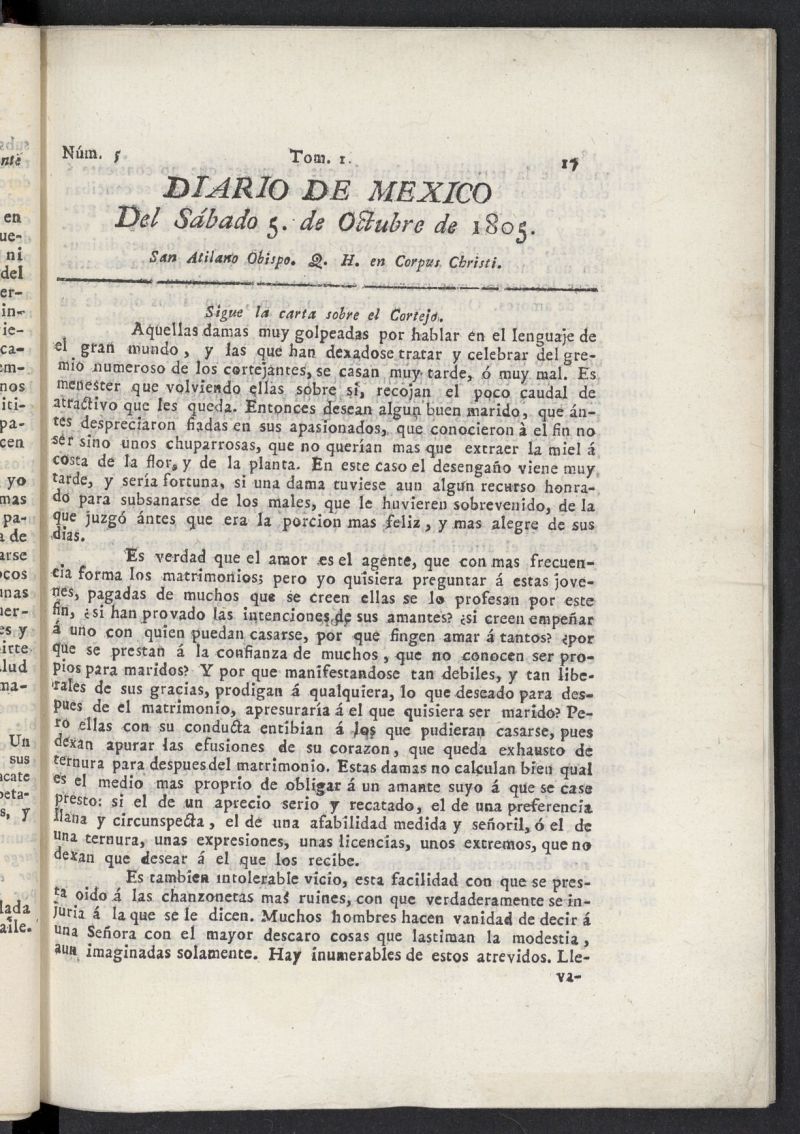 Núm. 5 Tom. 1. 17
DIARIO DE MEXICO
Del Sábado 5. de Octubre de 1805.
San Atilano Obispo. Q. H. en Corpus Christi.
Sigue la carta sobre el Cortejo.
Aquellas damas muy golpeadas por hablar en el lenguaje de
el gran mundo, y las que han dexadose tratar y celebrar del gre-
mio numeroso de los cortejantes, se casan muy tarde, ó muy mal. Es
menester que volviendo ellas sobre sí, recojan el poco caudal de
atractivo que les queda. Entonces desean algun buen marido, que án-
tes despreciaron fiadas en sus apasionados, que conocieron à el fin no
ser sino unos chuparrosas, que no querían mas que extraer la miel á
costa de la flor, y de la planta. En este caso el desengaño viene muy
tarde, y sería fortuna, si una dama tuviese aun algun recurso honra-
do para subsanarse de los males, que le huvieren sobrevenido, de la
que juzgó ántes que era la porcion mas feliz, y mas alegre de sus
dias.
Es verdad que el amor es el agente, que con mas frecuen-
cia forma los matrimonios; pero yo quisiera preguntar á estas jove-
nes, pagadas de muchos que se creen ellas se lo profesan por este
fin, ¿si han provado las intenciones de sus amantes? ¿si creen empeñar
á uno con quien puedan casarse, por qué fingen amar á tantos? ¿por
que se prestan á la confianza de muchos, que no conocen ser pro-
pios para maridos? Y por que manifestandose tan debiles, y tan libe-
rales de sus gracias, prodigan á qualquiera, lo que deseado para des-
pues de el matrimonio, apresuraría á el que quisiera ser marido? Pe-
ro ellas con su conducta entibian á los que pudieran casarse, pues
dexan apurar las efusiones de su corazon, que queda exhausto de
ternura para despues del matrimonio. Estas damas no calculan bien qual
es el medio mas proprio de obligar á un amante suyo á que se case
presto: si el de un aprecio serio y recatado, el de una preferencia
llana y circunspecta, el de una afabilidad medida y señoril, ó el de
una ternura, unas expresiones, unas licencias, unos extremos, que no
dexan que desear á el que los recibe.
Es tambien intolerable vicio, esta facilidad con que se pres-
ta oido á las chanzonetas mas ruines, con que verdaderamente se in-
juria á la que se le dicen. Muchos hombres hacen vanidad de decir á
una Señora con el mayor descaro cosas que lastiman la modestia,
aun imaginadas solamente. Hay inumerables de estos atrevidos. Lle-
va-